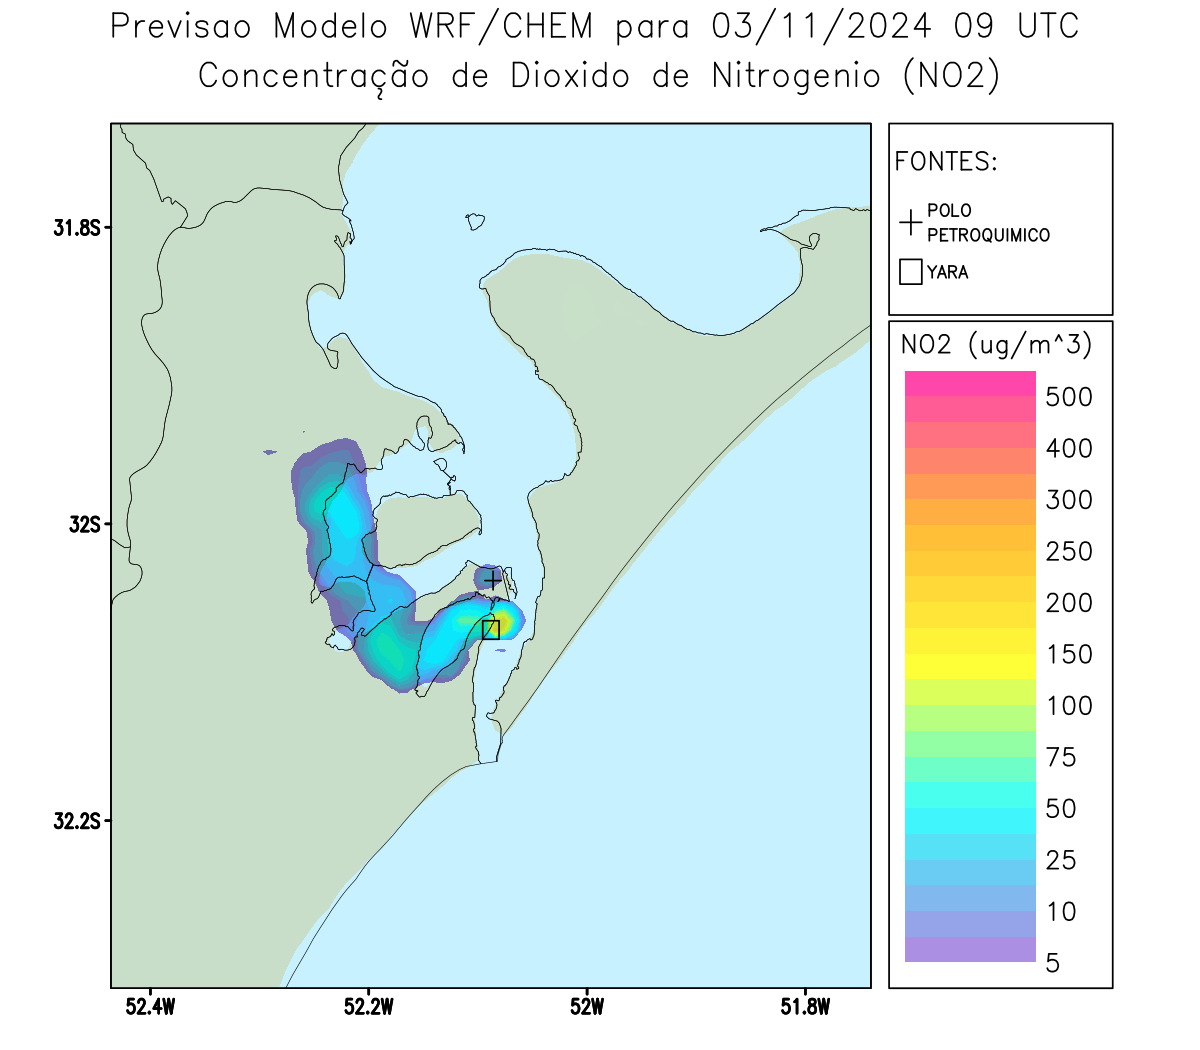 Previsao Modelo WRF/CHEM para 03/11/2024 09 UTC
Concentração de Dioxido de Nitrogenio (NO2)
FONTES:
POLO
PETROQUIMICO
YARA
NO2 (ug/m^3)
500
400
300
250
200
150
100
75
50
25
10
5
31.8S
32S
32.2S
52.4W
52.2W
52W
51.8W